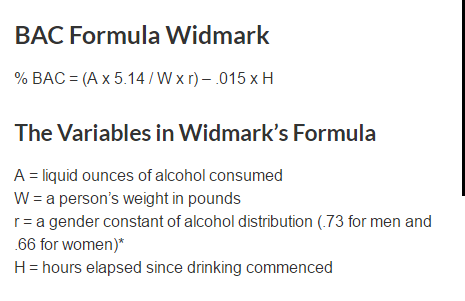 BAC Formula Widmark
% BAC = (A x 5.14 / W x r) – .015 x H
The Variables in Widmark’s Formula
A = liquid ounces of alcohol consumed
W = a person’s weight in pounds
r = a gender constant of alcohol distribution (.73 for men and
.66 for women)*
H = hours elapsed since drinking commenced